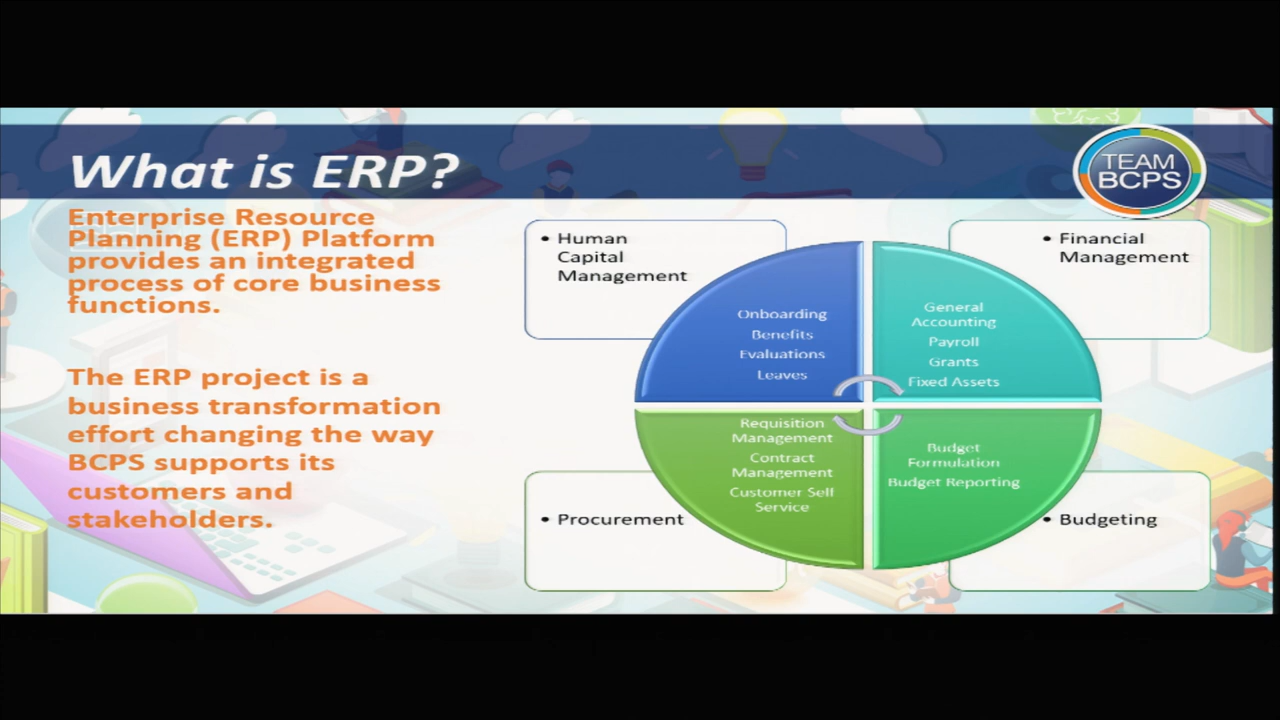 What is ERP?
TEAM
BCPS
Enterprise Resource
Planning (ERP) Platform
provides an integrated
process of core business
functions.
The ERP project is a
business transformation
effort changing the way
BCPS supports its
customers and
stakeholders.
• Human
Capital
Management
Onboarding
Benefits
Evaluations
Leaves
• Financial
Management
General
Accounting
Payroll
Grants
Fixed Assets
• Procurement
Requisition
Management
Contract
Management
Customer Self
Service
• Budgeting
Budget
Formulation
Budget Reporting